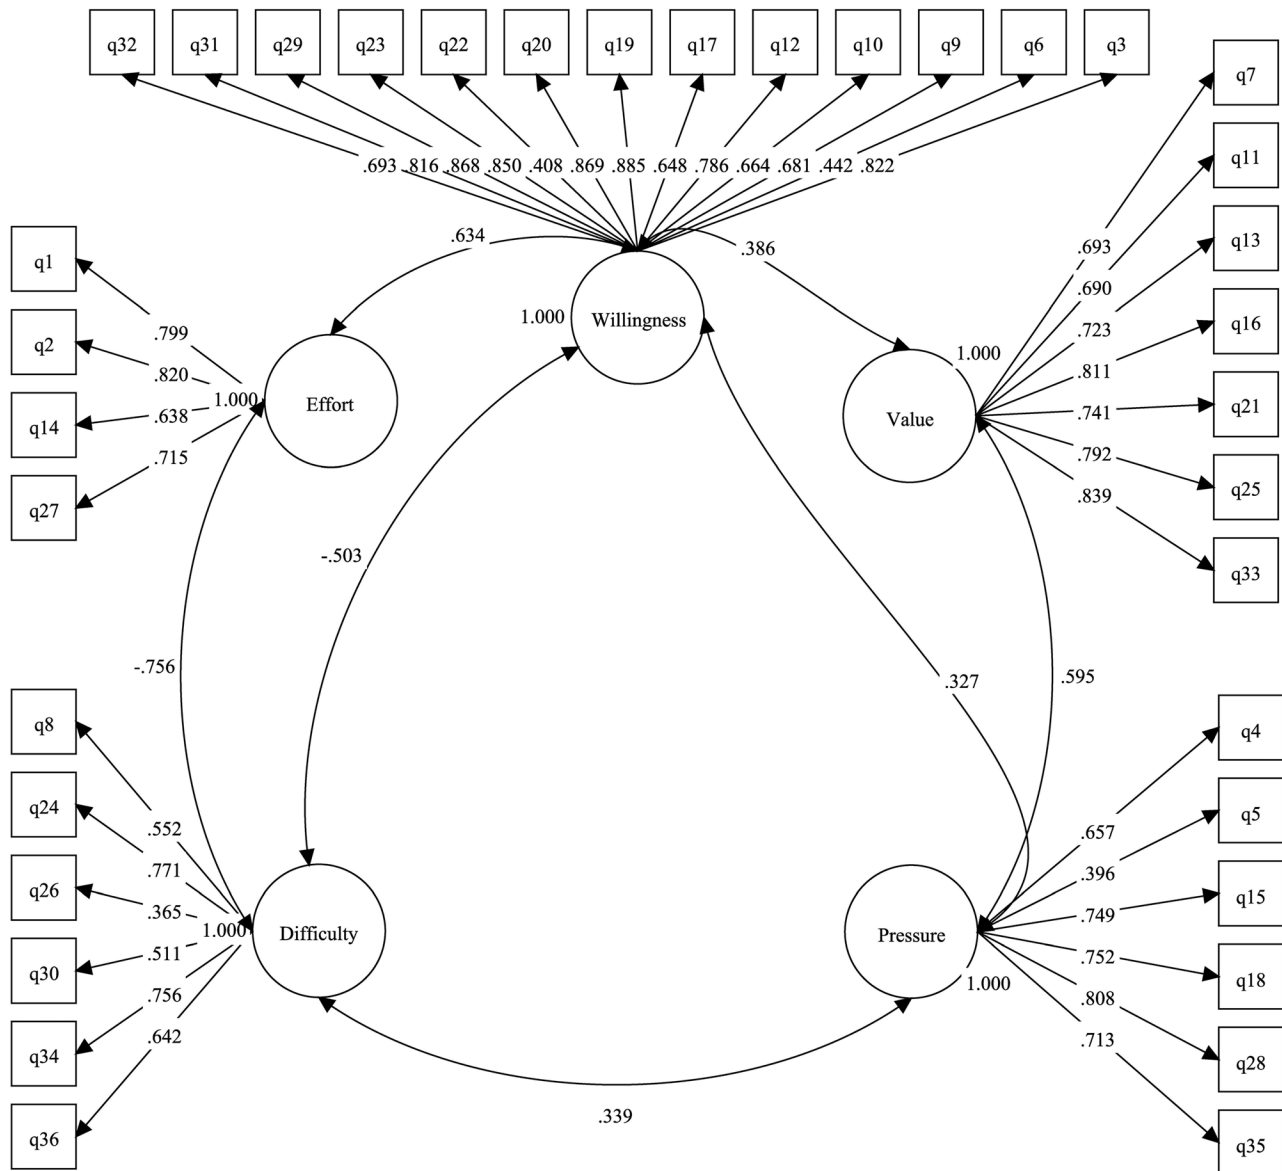 q32 q31 q29 q23 q22 q20 q19 q17 q12 q10 q9 q6 q3
.693 .816 .868 .850 .408 .869 .885 .648 .786 .664 .681 .442 .822
q7
q11
q13
q16
q21
q25
q33
.693
.690
.723
.811
.741
.792
.839
1.000
Value
.386
.634
1.000
Willingness
q1
q2
q14
q27
.799
.820
.638
.715
1.000
Effort
-.503
-.756
.327
.595
q8
q24
q26
q30
q34
q36
.552
.771
.365
.511
.756
.642
1.000
Difficulty
Pressure
1.000
.657
.396
.749
.752
.808
.713
q4
q5
q15
q18
q28
q35
.339